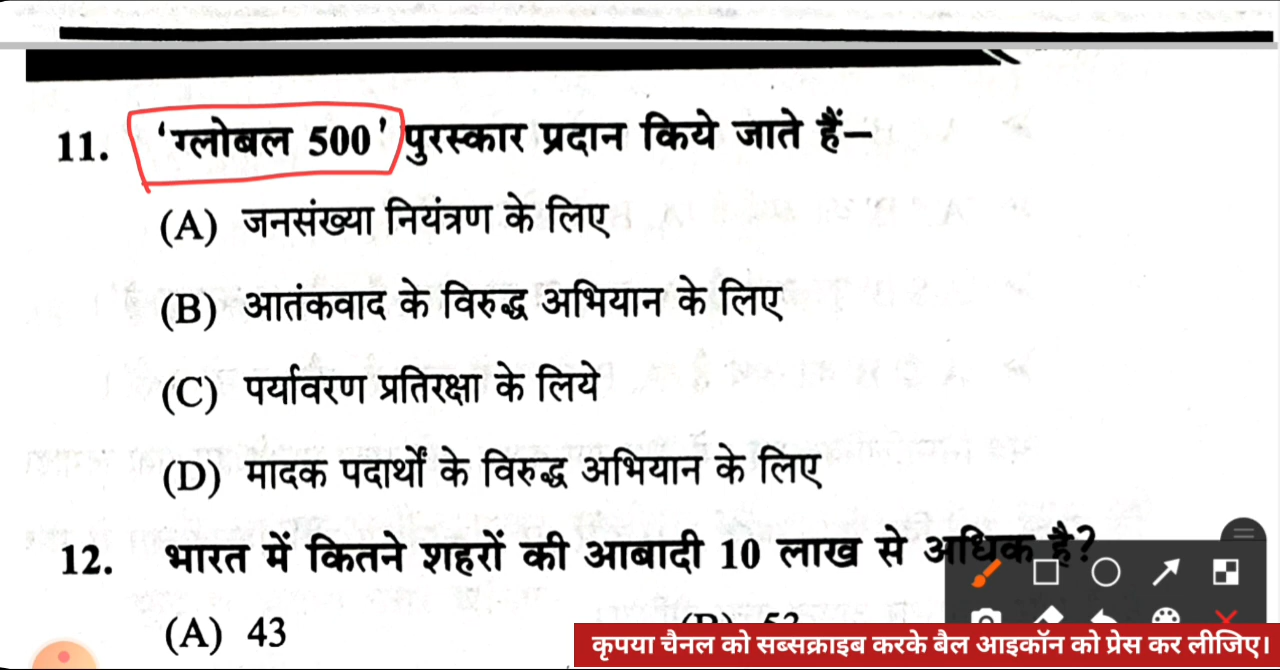 11. 'ग्लोबल 500' पुरस्कार प्रदान किये जाते हैं–
(A) जनसंख्या नियंत्रण के लिए
(B) आतंकवाद के विरुद्ध अभियान के लिए
(C) पर्यावरण प्रतिरक्षा के लिये
(D) मादक पदार्थों के विरुद्ध अभियान के लिए
12. भारत में कितने शहरों की आबादी 10 लाख से अधिक है?
(A) 43
कृपया चैनल को सब्सक्राइब करके बैल आइकॉन को प्रेस कर लीजिए।